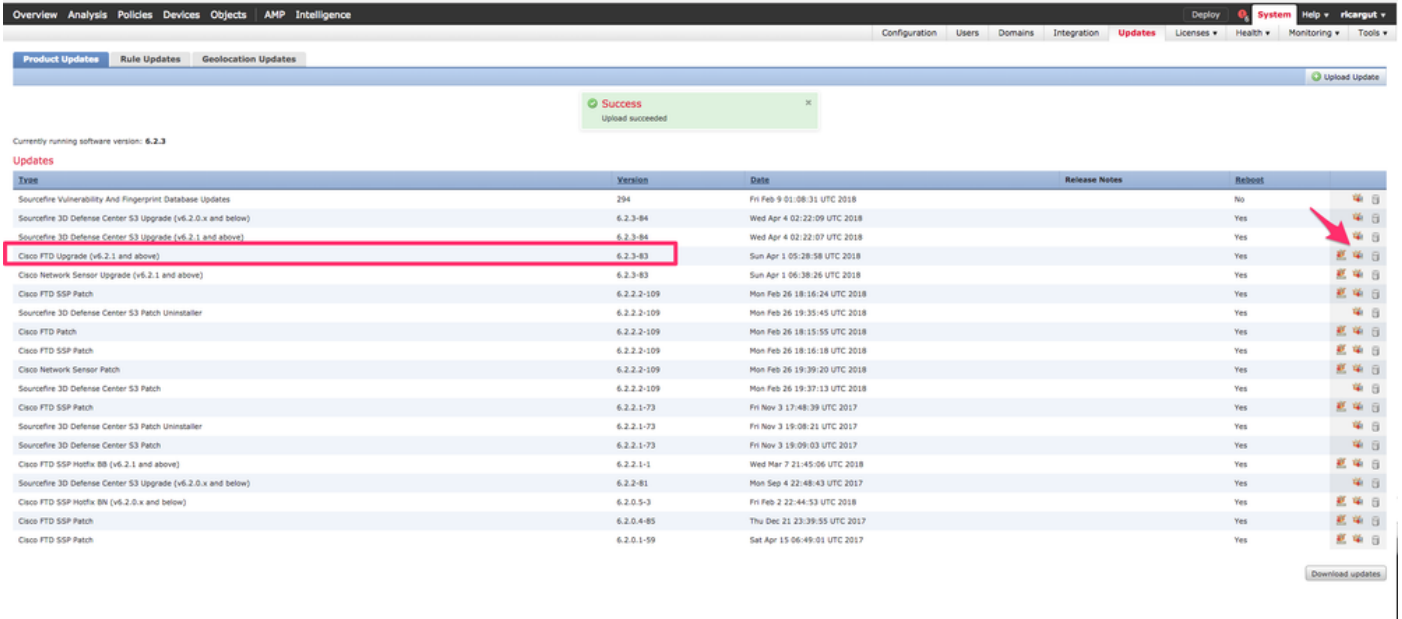 Overview Analysis Policies Devices Objects AMP Intelligence Deploy System Help ricargut
Configuration Users Domains Integration Updates Licenses Health Monitoring Tools
Product Updates Rule Updates Geolocation Updates
Upload Update
Success
Upload succeeded
Currently running software version: 6.2.3
Updates
Type Version Date Release Notes Reboot
Sourcefire Vulnerability And Fingerprint Database Updates 294 Fri Feb 9 01:08:31 UTC 2018 No
Sourcefire 3D Defense Center S3 Upgrade (v6.2.0.x and below) 6.2.3-84 Wed Apr 4 02:22:09 UTC 2018 Yes
Sourcefire 3D Defense Center S3 Upgrade (v6.2.1 and above) 6.2.3-84 Wed Apr 4 02:22:07 UTC 2018 Yes
Cisco FTD Upgrade (v6.2.1 and above) 6.2.3-83 Sun Apr 1 05:28:58 UTC 2018 Yes
Cisco Network Sensor Upgrade (v6.2.1 and above) 6.2.3-83 Sun Apr 1 06:38:26 UTC 2018 Yes
Cisco FTD SSP Patch 6.2.2.2-109 Mon Feb 26 18:16:24 UTC 2018 Yes
Sourcefire 3D Defense Center S3 Patch Uninstaller 6.2.2.2-109 Mon Feb 26 19:35:45 UTC 2018 Yes
Cisco FTD Patch 6.2.2.2-109 Mon Feb 26 18:15:55 UTC 2018 Yes
Cisco FTD SSP Patch 6.2.2.2-109 Mon Feb 26 18:16:18 UTC 2018 Yes
Cisco Network Sensor Patch 6.2.2.2-109 Mon Feb 26 19:39:20 UTC 2018 Yes
Sourcefire 3D Defense Center S3 Patch 6.2.2.2-109 Mon Feb 26 19:37:13 UTC 2018 Yes
Cisco FTD SSP Patch 6.2.2.1-73 Fri Nov 3 17:48:39 UTC 2017 Yes
Sourcefire 3D Defense Center S3 Patch Uninstaller 6.2.2.1-73 Fri Nov 3 19:08:21 UTC 2017 Yes
Sourcefire 3D Defense Center S3 Patch 6.2.2.1-73 Fri Nov 3 19:09:03 UTC 2017 Yes
Cisco FTD SSP Hotfix BB (v6.2.1 and above) 6.2.2.1-1 Wed Mar 7 21:45:06 UTC 2018 Yes
Sourcefire 3D Defense Center S3 Upgrade (v6.2.0.x and below) 6.2.2-81 Mon Sep 4 22:48:43 UTC 2017 Yes
Cisco FTD SSP Hotfix BN (v6.2.0.x and below) 6.2.0.5-3 Fri Feb 2 22:44:53 UTC 2018 Yes
Cisco FTD SSP Patch 6.2.0.4-85 Thu Dec 21 23:39:55 UTC 2017 Yes
Cisco FTD SSP Patch 6.2.0.1-59 Sat Apr 15 06:49:01 UTC 2017 Yes
Download updates